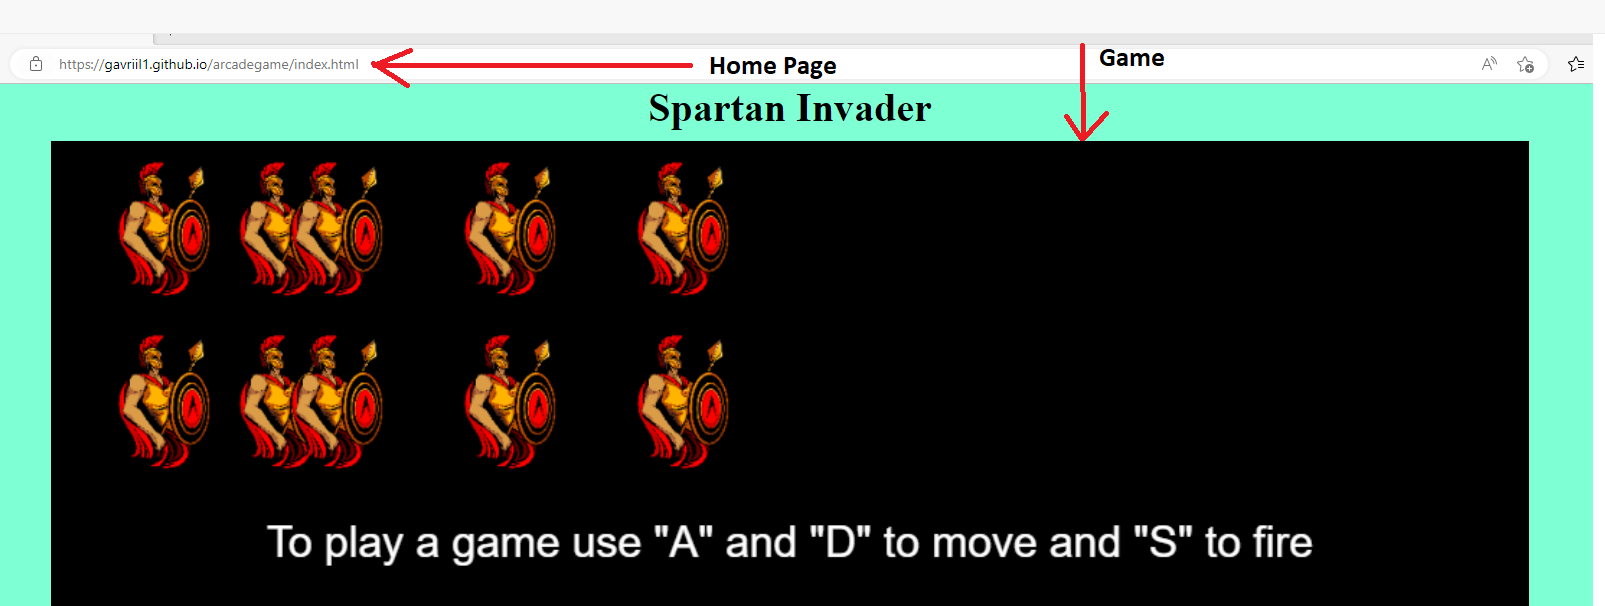 https://gavriil1.github.io/arcadegame/index.html
Home Page
Game
Spartan Invader
To play a game use "A" and "D" to move and "S" to fire